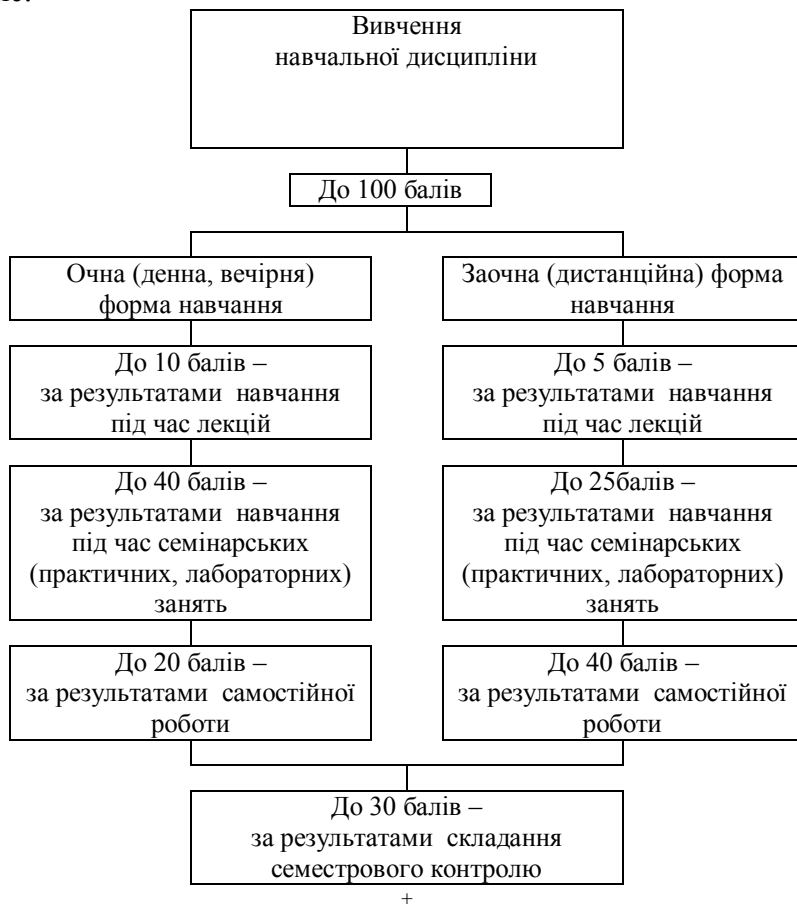 Вивчення
навчальної дисципліни
До 100 балів
Очна (денна, вечірня)
форма навчання
Заочна (дистанційна) форма
навчання
До 10 балів –
за результатами навчання
під час лекцій
До 5 балів –
за результатами навчання
під час лекцій
До 40 балів –
за результатами навчання
під час семінарських
(практичних, лабораторних)
занять
До 25балів –
за результатами навчання
під час семінарських
(практичних, лабораторних)
занять
До 20 балів –
за результатами самостійної
роботи
До 40 балів –
за результатами самостійної
роботи
До 30 балів –
за результатами складання
семестрового контролю
+